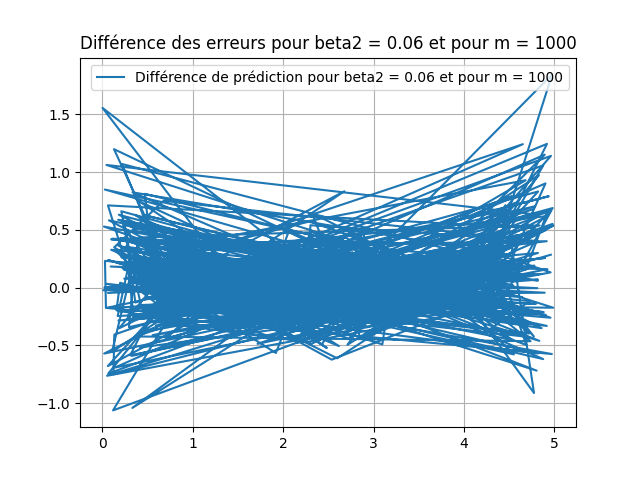 Différence des erreurs pour beta2 = 0.06 et pour m = 1000
Différence de prédiction pour beta2 = 0.06 et pour m = 1000
1.5
1.0
0.5
0.0
−0.5
−1.0
0 1 2 3 4 5